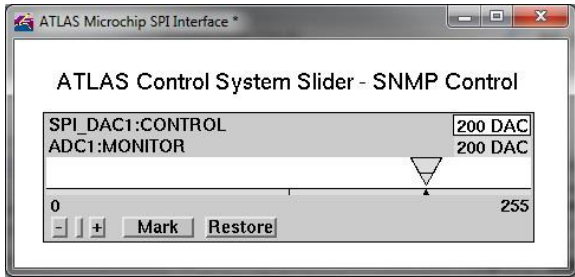 ATLAS Microchip SPI Interface *
ATLAS Control System Slider - SNMP Control
SPI_DAC1:CONTROL 200 DAC
ADC1:MONITOR 200 DAC
0 255
- + Mark Restore